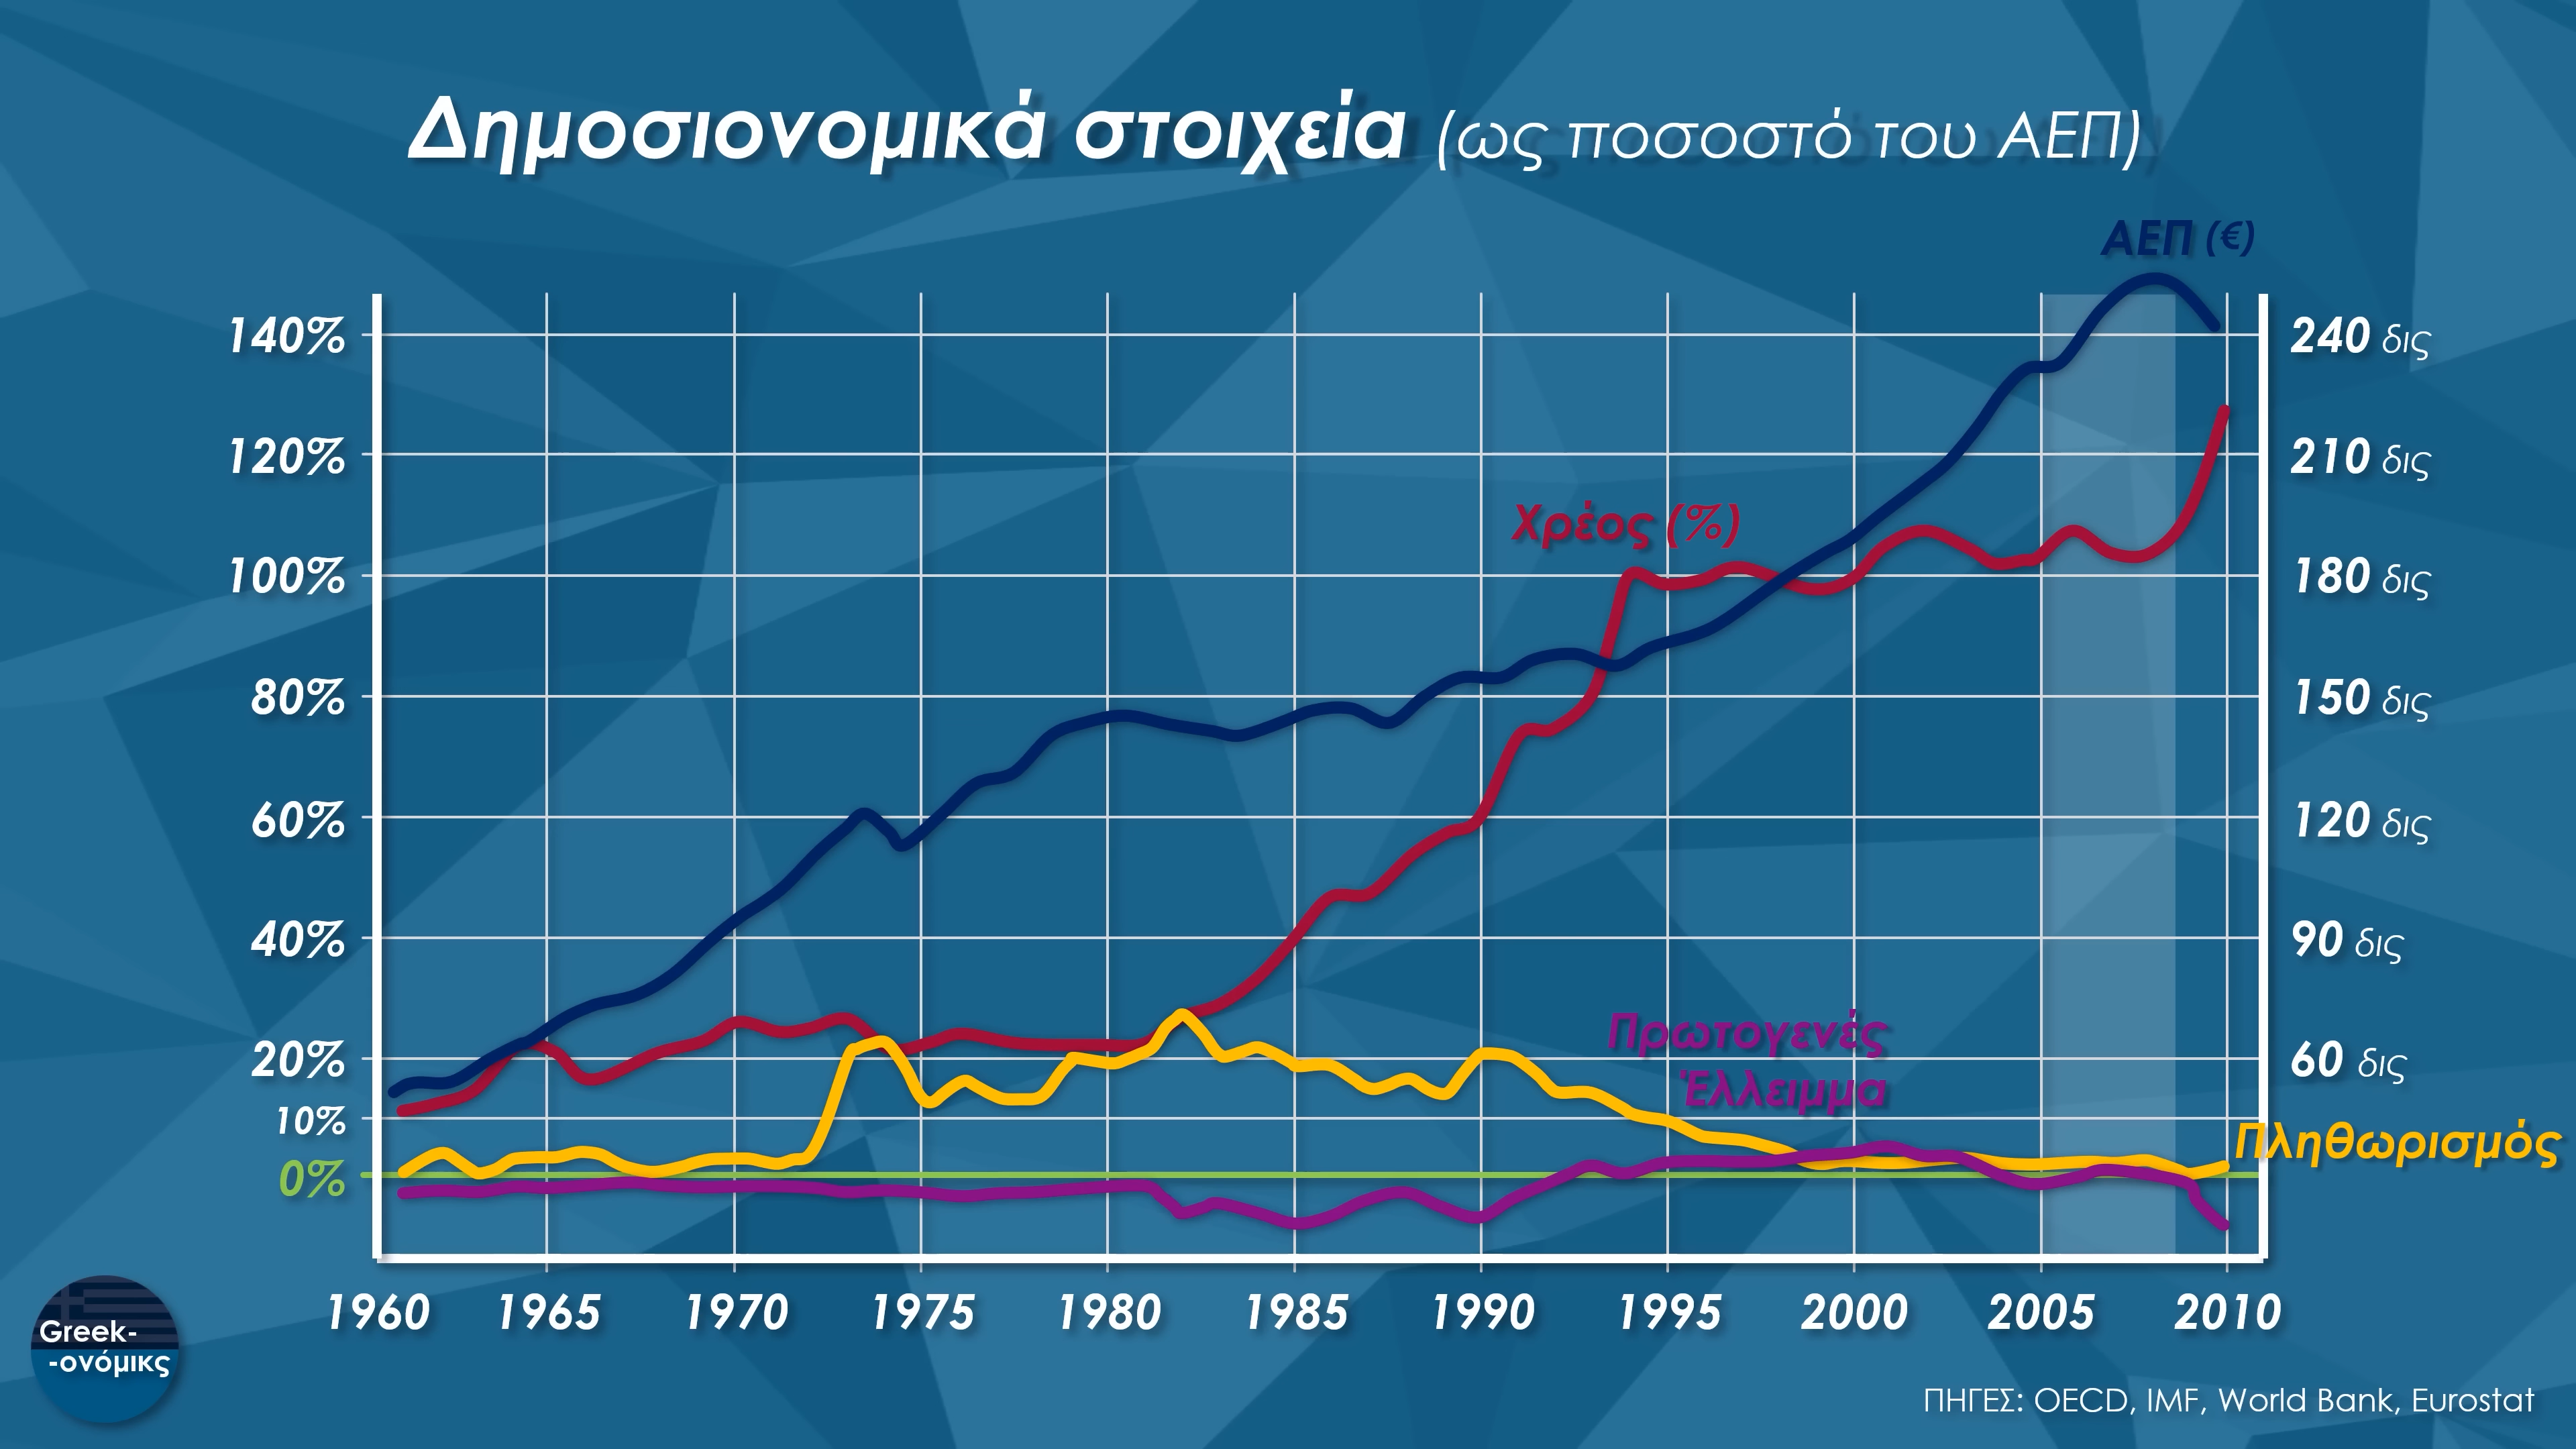 Δημοσιονομικά στοιχεία (ως ποσοστό του ΑΕΠ)
ΑΕΠ (€)
140%
240 δις
120%
210 δις
Χρέος (%)
100%
180 δις
80%
150 δις
60%
120 δις
40%
90 δις
Πρωτογενές
Έλλειμμα
20%
60 δις
10%
Πληθωρισμός
0%
1960 1965 1970 1975 1980 1985 1990 1995 2000 2005 2010
Greek-
-ονόμικς
ΠΗΓΕΣ: OECD, IMF, World Bank, Eurostat